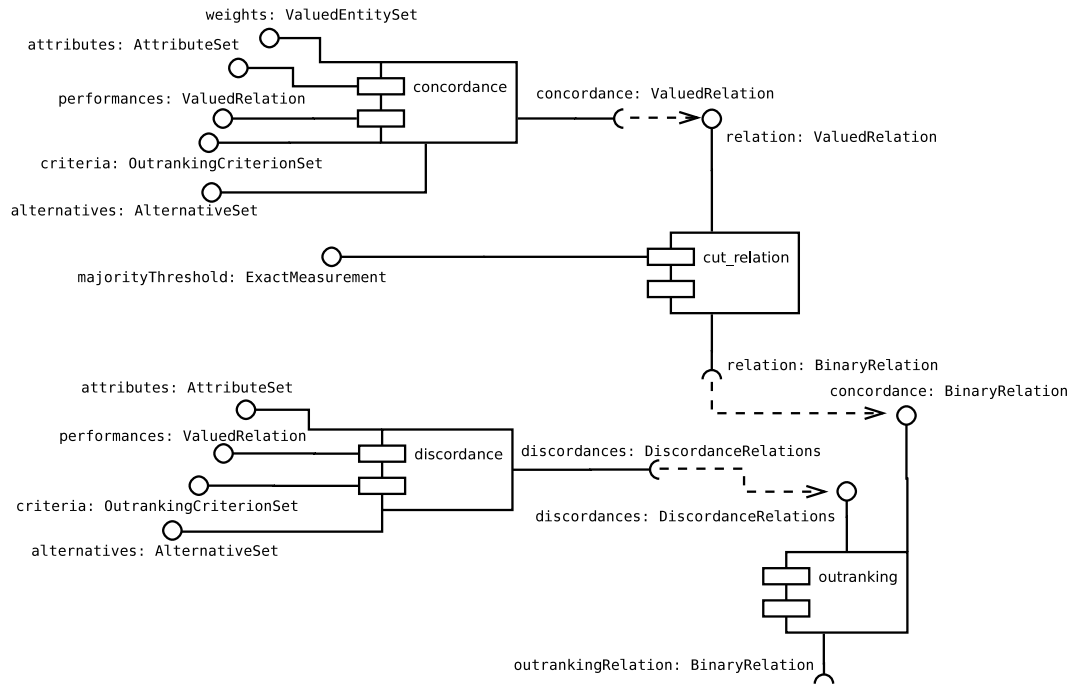 weights: ValuedEntitySet
attributes: AttributeSet
performances: ValuedRelation
criteria: OutrankingCriterionSet
alternatives: AlternativeSet
concordance
concordance: ValuedRelation
relation: ValuedRelation
majorityThreshold: ExactMeasurement
cut_relation
relation: BinaryRelation
concordance: BinaryRelation
attributes: AttributeSet
performances: ValuedRelation
criteria: OutrankingCriterionSet
alternatives: AlternativeSet
discordance
discordances: DiscordanceRelations
discordances: DiscordanceRelations
outranking
outrankingRelation: BinaryRelation